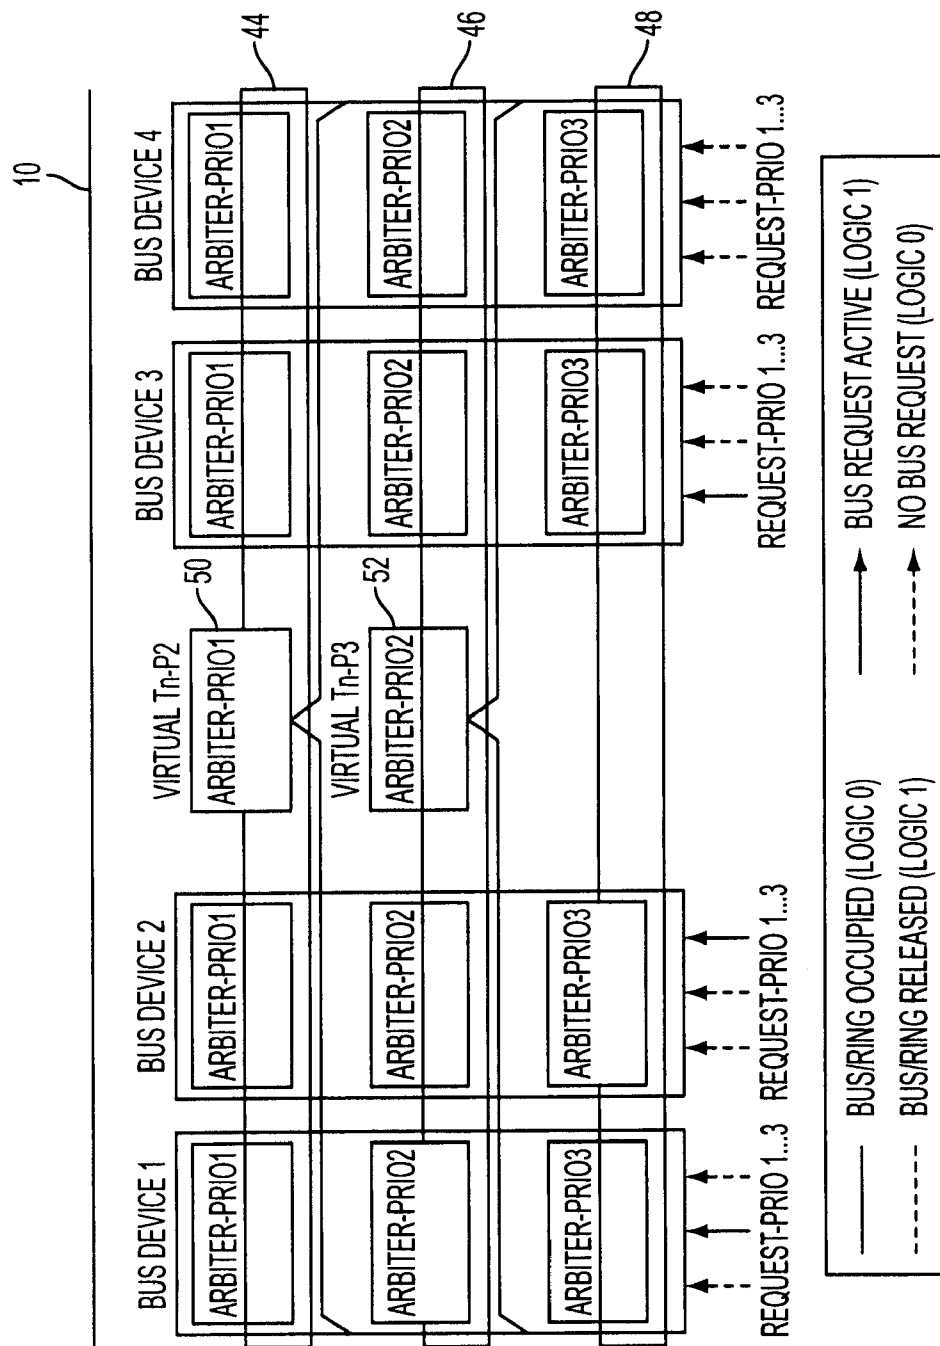 10
BUS DEVICE 1
BUS DEVICE 2
VIRTUAL Tn-P2
50
BUS DEVICE 3
BUS DEVICE 4
44
ARBITER-PRIO1
ARBITER-PRIO1
ARBITER-PRIO1
ARBITER-PRIO1
ARBITER-PRIO1
VIRTUAL Tn-P3
52
46
ARBITER-PRIO2
ARBITER-PRIO2
ARBITER-PRIO2
ARBITER-PRIO2
ARBITER-PRIO2
48
ARBITER-PRIO3
ARBITER-PRIO3
ARBITER-PRIO3
ARBITER-PRIO3
REQUEST-PRIO 1...3
REQUEST-PRIO 1...3
REQUEST-PRIO 1...3
REQUEST-PRIO 1...3
BUS/RING OCCUPIED (LOGIC 0)
BUS REQUEST ACTIVE (LOGIC 1)
BUS/RING RELEASED (LOGIC 1)
NO BUS REQUEST (LOGIC 0)